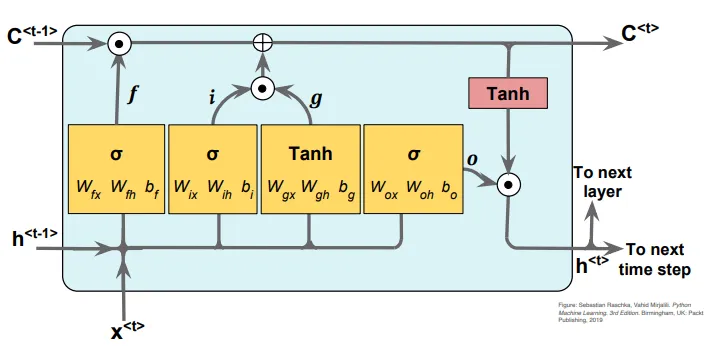 C<t-1>
C<t>
f
i
g
Tanh
σ
σ
Tanh
σ
o
Wfx Wfh bf
Wix Wih bi
Wgx Wgh bg
Wox Woh bo
To next
layer
h<t-1>
h<t>
To next
time step
x<t>
Figure: Sebastian Raschka, Vahid Mirjalili. Python
Machine Learning. 3rd Edition. Birmingham, UK: Packt
Publishing, 2019